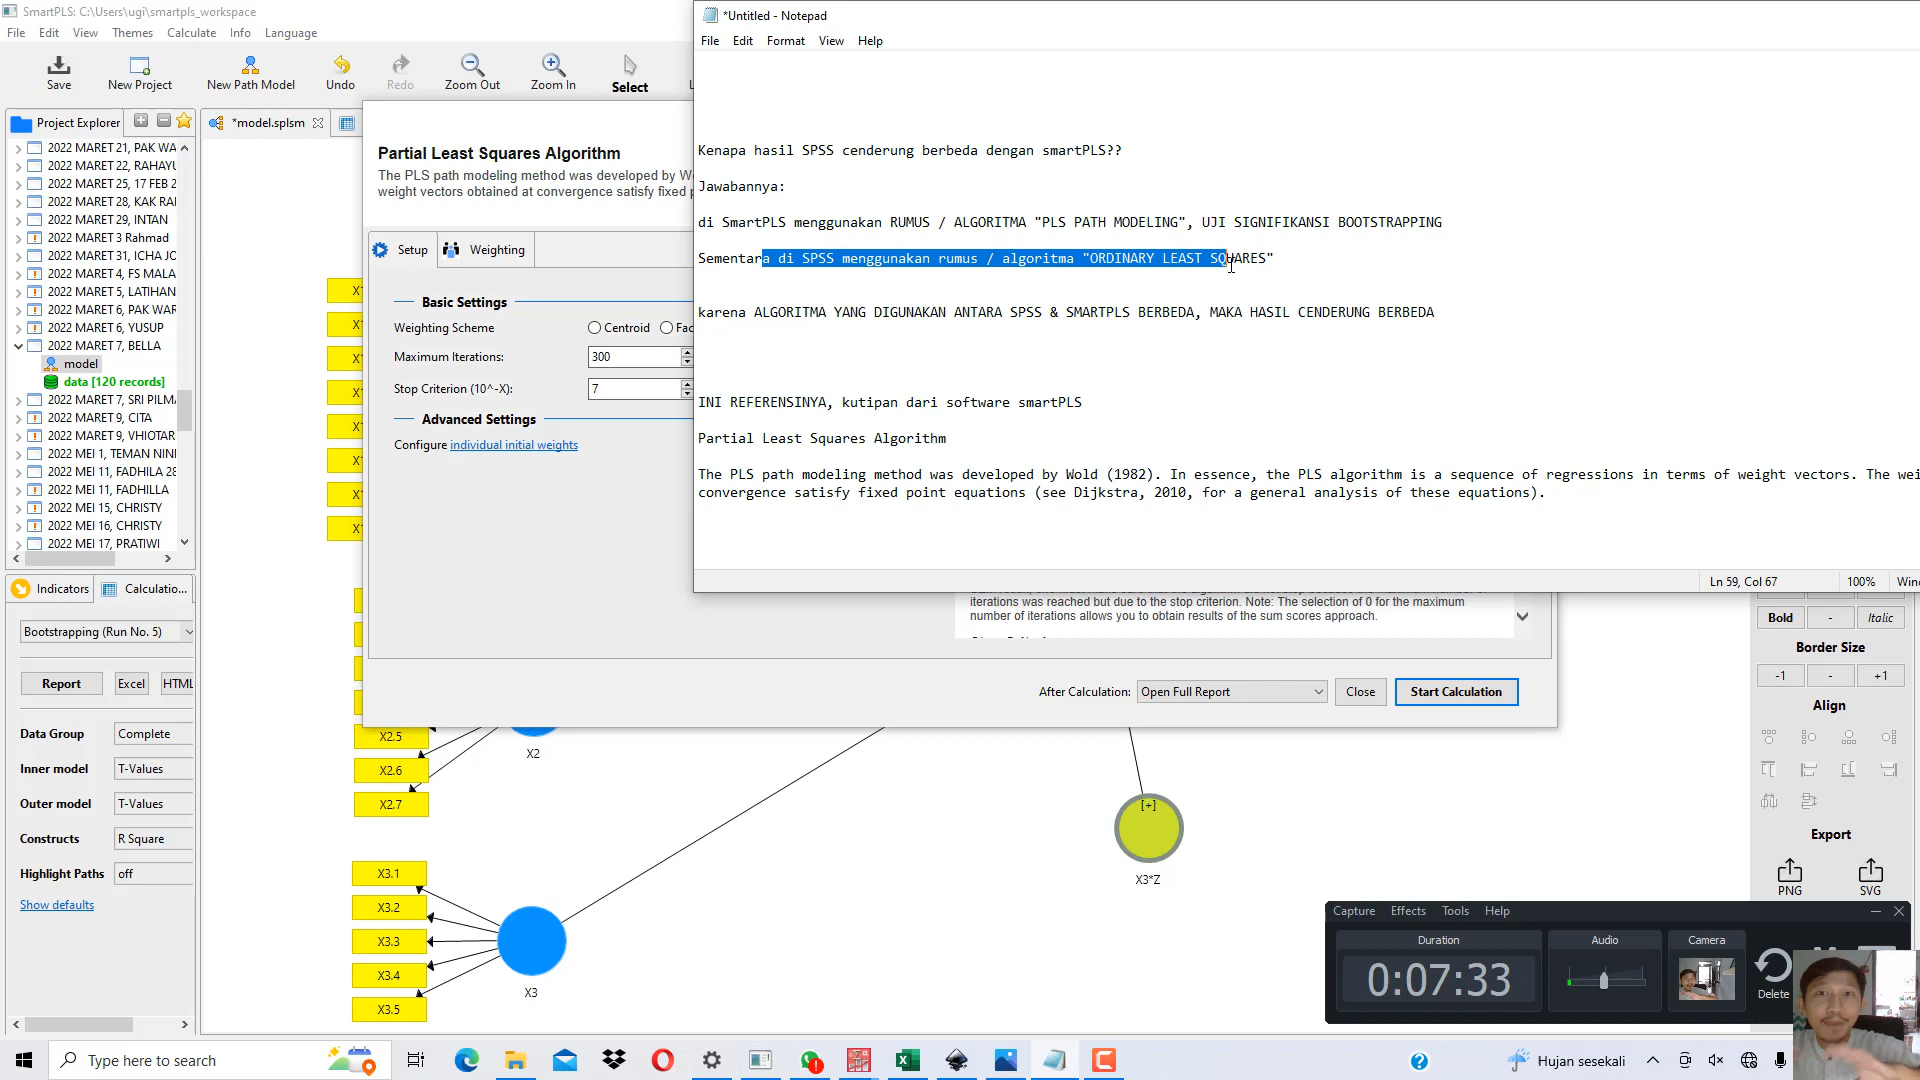 SmartPLS: C:\Users\ugi\smartpls_workspace
File Edit View Themes Calculate Info Language
Save
New Project
New Path Model
Undo
Redo
Zoom Out
Zoom In
Select
Project Explorer
*model.splsm
2022 MARET 21, PAK WA
2022 MARET 22, RAHAYU
2022 MARET 25, 17 FEB 2
2022 MARET 28, KAK RAI
2022 MARET 29, INTAN
2022 MARET 3 Rahmad
2022 MARET 31, ICHA JO
2022 MARET 4, FS MALA
2022 MARET 5, LATIHAN
2022 MARET 6, PAK WAR
2022 MARET 6, YUSUP
2022 MARET 7, BELLA
model
data [120 records]
2022 MARET 7, SRI PILM
2022 MARET 9, CITA
2022 MARET 9, VHIOTAR
2022 MEI 1, TEMAN NINI
2022 MEI 11, FADHILA 28
2022 MEI 11, FADHILLA
2022 MEI 15, CHRISTY
2022 MEI 16, CHRISTY
2022 MEI 17, PRATIWI
Indicators
Calculatio...
Bootstrapping (Run No. 5)
Report
Excel
HTML
Data Group
Complete
Inner model
T-Values
Outer model
T-Values
Constructs
R Square
Highlight Paths
off
Show defaults
Partial Least Squares Algorithm
The PLS path modeling method was developed by Wo
weight vectors obtained at convergence satisfy fixed p
Setup
Weighting
Basic Settings
Weighting Scheme
Centroid
Fac
Maximum Iterations:
300
Stop Criterion (10^-X):
7
Advanced Settings
Configure individual initial weights
iterations was reached but due to the stop criterion. Note: The selection of 0 for the maximum
number of iterations allows you to obtain results of the sum scores approach.
After Calculation:
Open Full Report
Close
Start Calculation
*Untitled - Notepad
File Edit Format View Help
Kenapa hasil SPSS cenderung berbeda dengan smartPLS??
Jawabannya:
di SmartPLS menggunakan RUMUS / ALGORITMA "PLS PATH MODELING", UJI SIGNIFIKANSI BOOTSTRAPPING
Sementara di SPSS menggunakan rumus / algoritma "ORDINARY LEAST SQUARES"
karena ALGORITMA YANG DIGUNAKAN ANTARA SPSS & SMARTPLS BERBEDA, MAKA HASIL CENDERUNG BERBEDA
INI REFERENSINYA, kutipan dari software smartPLS
Partial Least Squares Algorithm
The PLS path modeling method was developed by Wold (1982). In essence, the PLS algorithm is a sequence of regressions in terms of weight vectors. The wei
convergence satisfy fixed point equations (see Dijkstra, 2010, for a general analysis of these equations).
Ln 59, Col 67
100%
Win
X2.5
X2.6
X2.7
X2
X3.1
X3.2
X3.3
X3.4
X3.5
X3
[+]
X3*Z
Bold
-
Italic
Border Size
-1
-
+1
Align
Export
PNG
SVG
Capture Effects Tools Help
Duration
0:07:33
Audio
Camera
Delete
Type here to search
Hujan sesekali